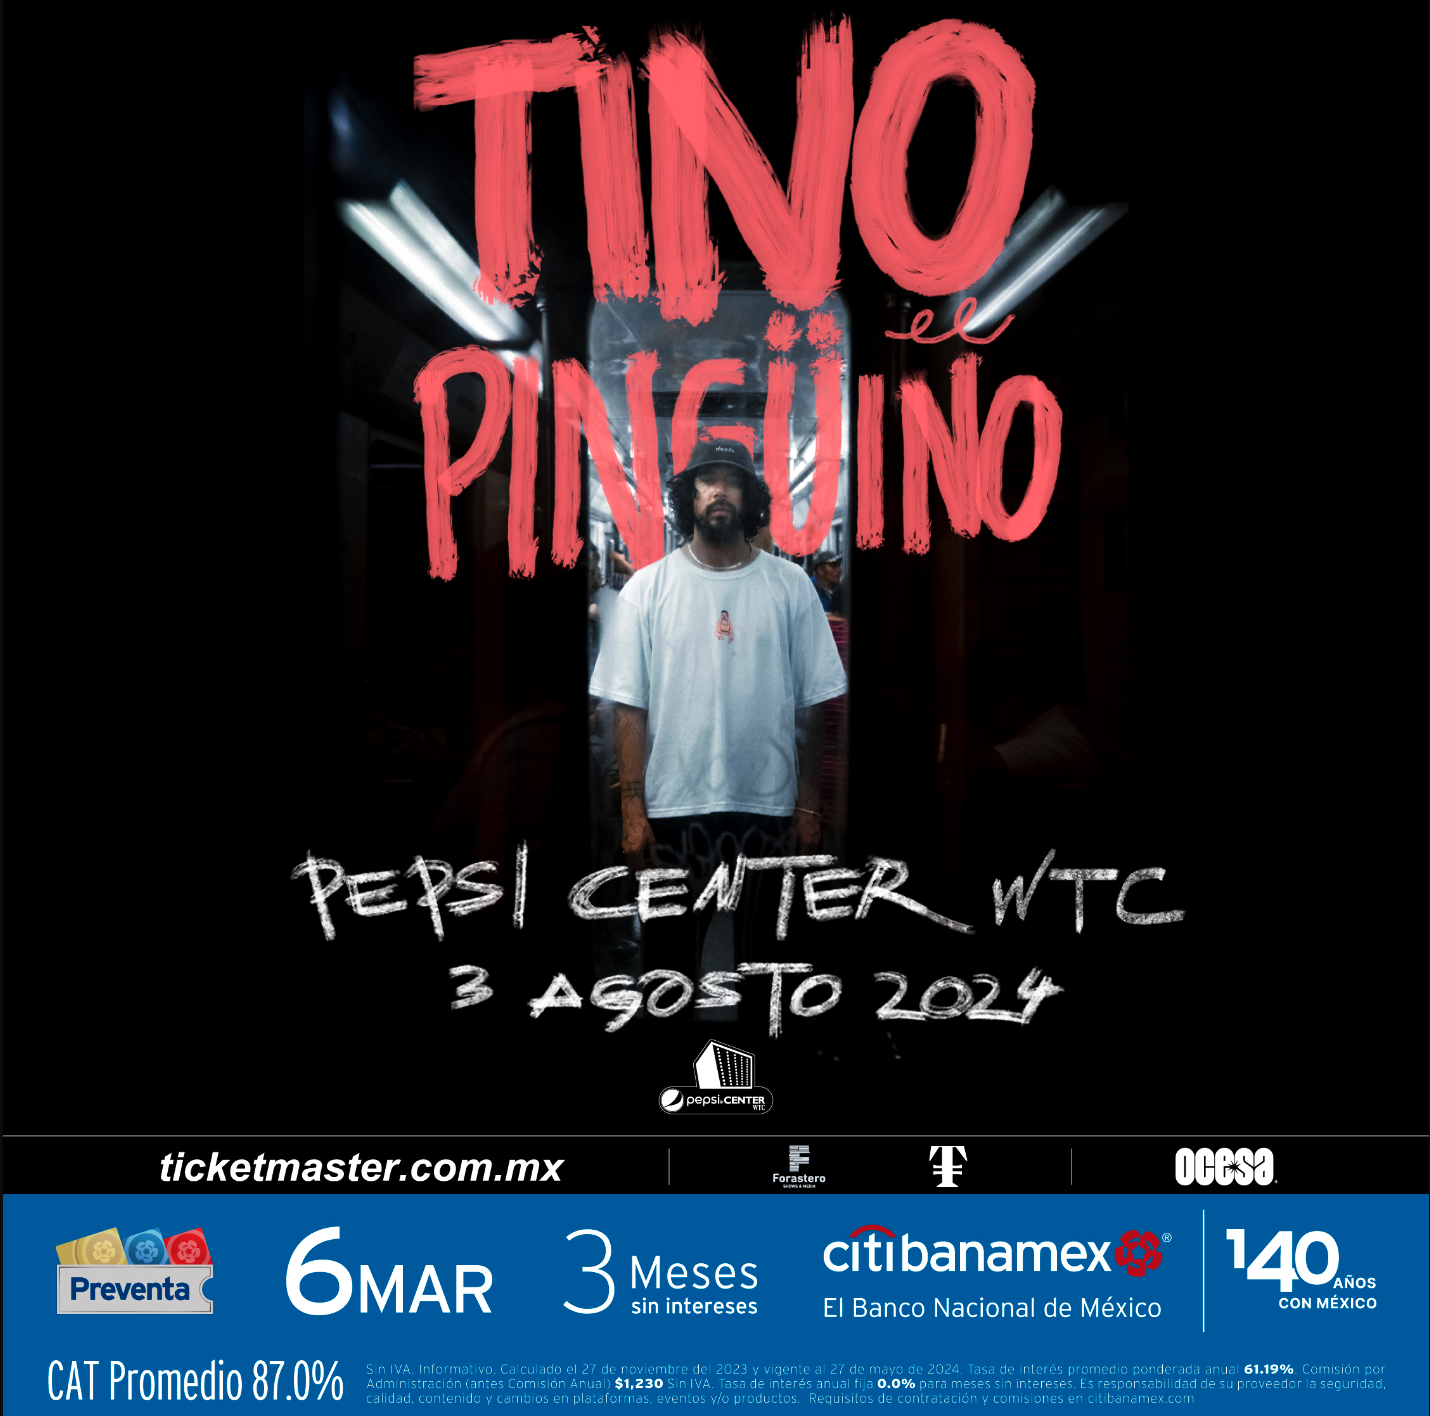 TINO
el
PINGÜINO
PEPSI CENTER WTC
3 AGOSTO 2024
pepsi CENTER
WTC
ticketmaster.com.mx
Forastero
SHOWS & MEDIA
OCESA
Preventa
6 MAR
3 Meses
sin intereses
citibanamex®
El Banco Nacional de México
140
AÑOS
CON MÉXICO
CAT Promedio 87.0%
Sin IVA. Informativo. Calculado el 27 de noviembre del 2023 y vigente al 27 de mayo de 2024. Tasa de interés promedio ponderada anual 61.19%. Comisión por
Administración (antes Comisión Anual) $1,230 Sin IVA. Tasa de interés anual fija 0.0% para meses sin intereses. Es responsabilidad de su proveedor la seguridad,
calidad, contenido y cambios en plataformas, eventos y/o productos. Requisitos de contratación y comisiones en citibanamex.com